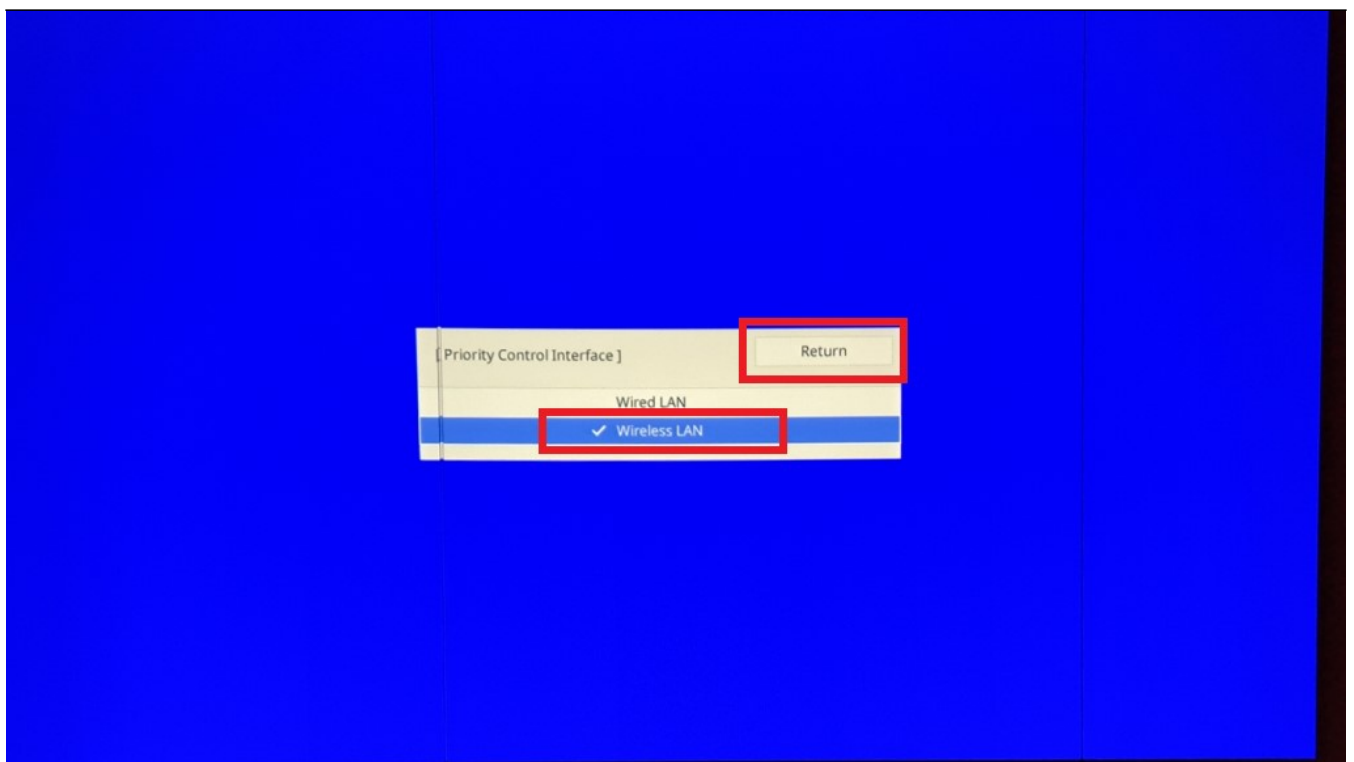 [ Priority Control Interface ]
Return
Wired LAN
✓ Wireless LAN